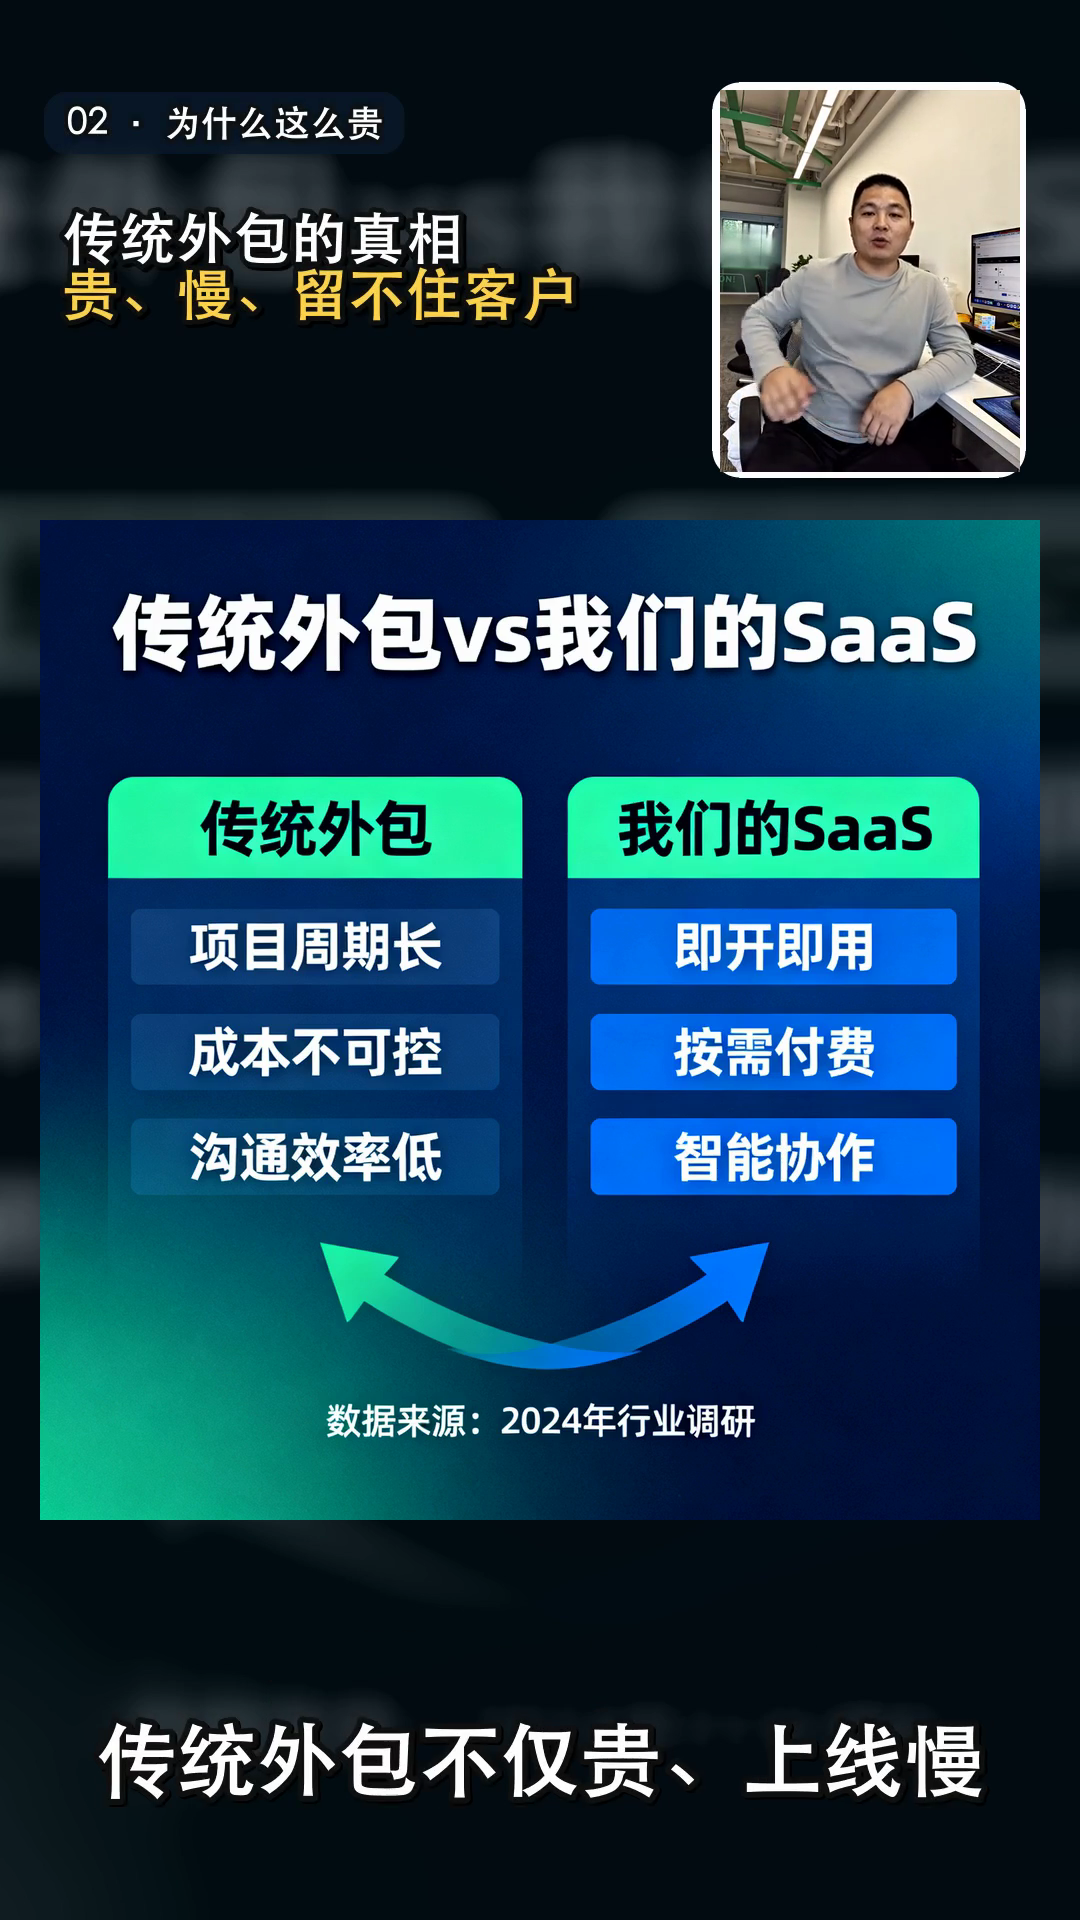 02 · 为什么这么贵
传统外包的真相
贵、慢、留不住客户
传统外包vs我们的SaaS
传统外包
我们的SaaS
项目周期长
即开即用
成本不可控
按需付费
沟通效率低
智能协作
数据来源：2024年行业调研
传统外包不仅贵、上线慢